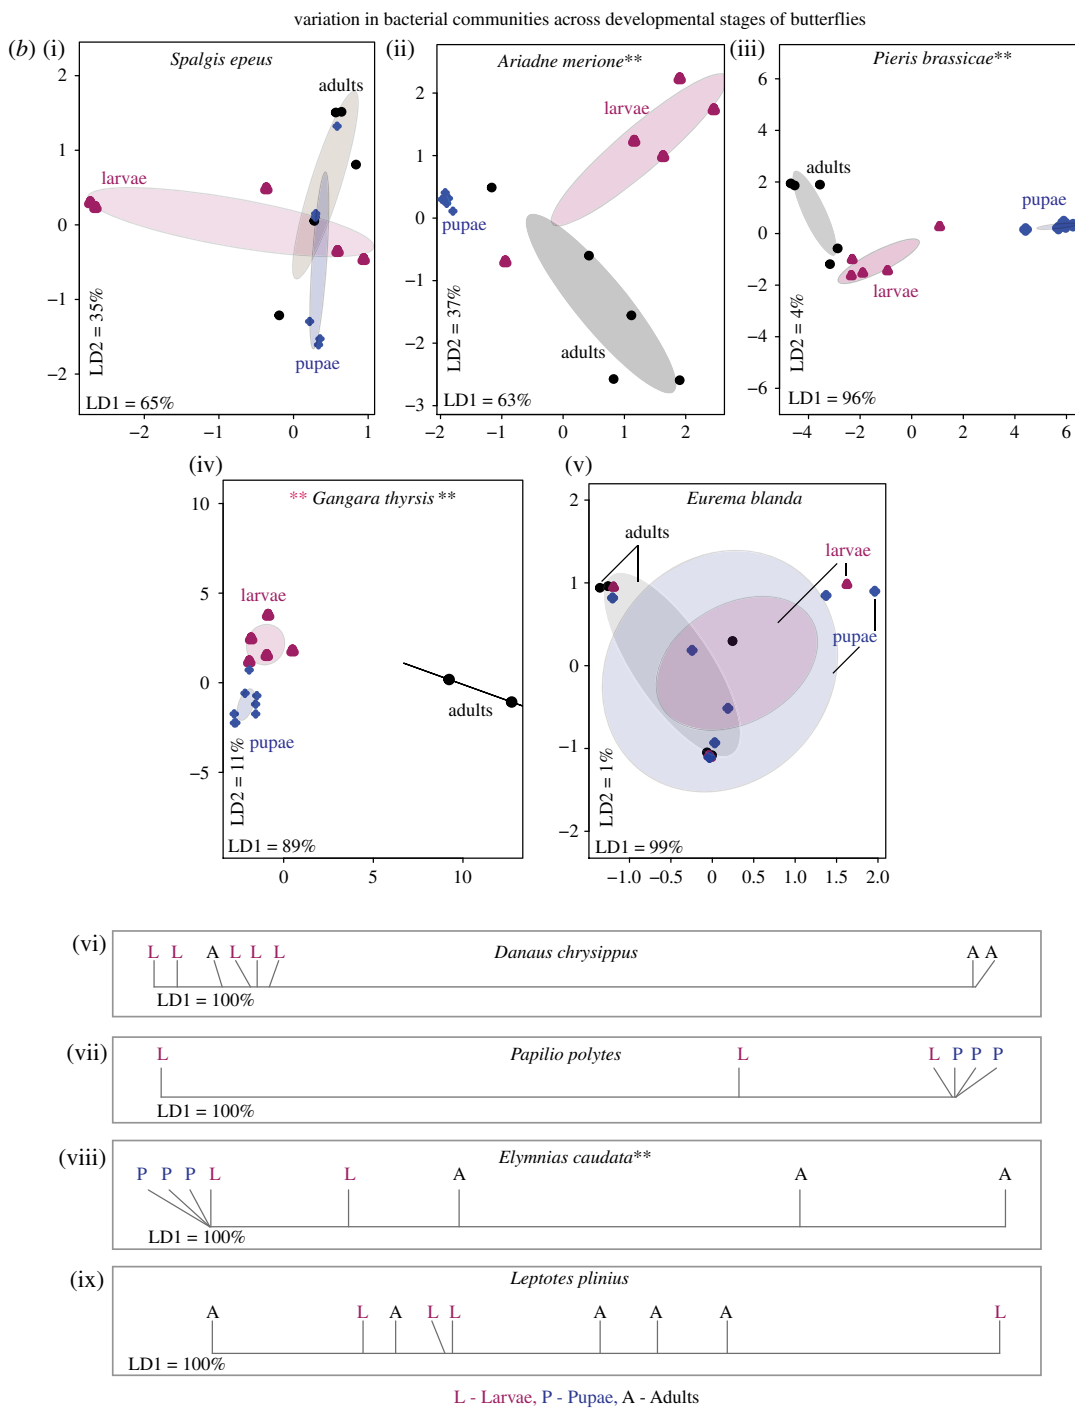 variation in bacterial communities across developmental stages of butterflies
(b) (i)
Spalgis epeus
adults
larvae
pupae
LD2 = 35%
LD1 = 65%
2
1
0
−1
−2
−2
−1
0
1
(ii)
Ariadne merione**
larvae
pupae
adults
LD2 = 37%
LD1 = 63%
2
1
0
−1
−2
−3
−2
−1
0
1
2
(iii)
Pieris brassicae**
adults
pupae
larvae
LD2 = 4%
LD1 = 96%
6
4
2
0
−2
−4
−6
−4
−2
0
2
4
6
(iv)
** Gangara thyrsis **
larvae
adults
pupae
LD2 = 11%
LD1 = 89%
10
5
0
−5
0
5
10
(v)
Eurema blanda
adults
larvae
pupae
LD2 = 1%
LD1 = 99%
2
1
0
−1
−2
−1.0
0
0.5
1.0
1.5
2.0
(vi)
Danaus chrysippus
L L A L L L A A
LD1 = 100%
(vii)
Papilio polytes
L L L P P P
LD1 = 100%
(viii)
Elymnias caudata**
P P P L L A A A
LD1 = 100%
(ix)
Leptotes plinius
A L A L L A A A L
LD1 = 100%
L - Larvae, P - Pupae, A - Adults